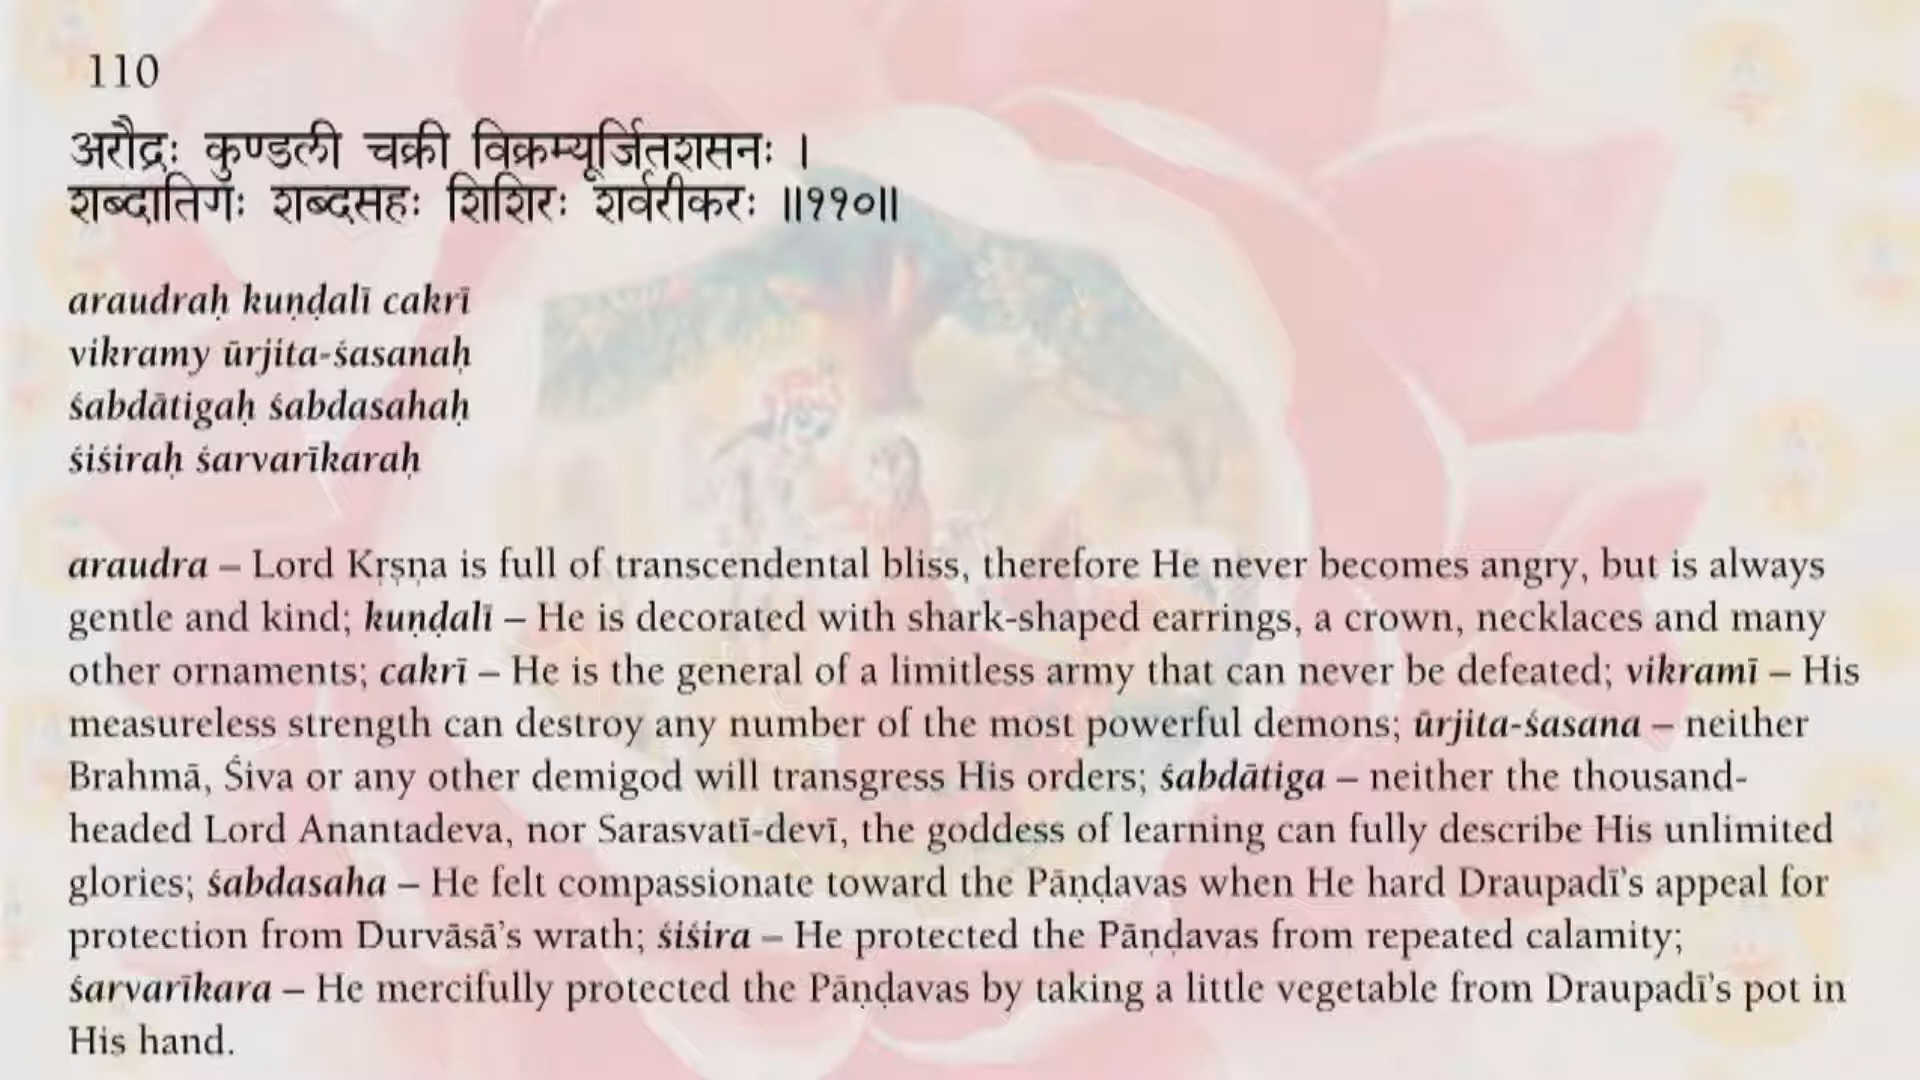 110
अरौद्रः कुण्डली चक्री विक्रम्यूर्जितशसनः ।
शब्दातिगः शब्दसहः शिशिरः शर्वरीकरः ॥११०॥
araudraḥ kuṇḍalī cakrī
vikramy ūrjita-śasanaḥ
śabdātigaḥ śabdasahaḥ
śiśiraḥ śarvarīkaraḥ
araudra – Lord Kṛṣṇa is full of transcendental bliss, therefore He never becomes angry, but is always
gentle and kind; kuṇḍalī – He is decorated with shark-shaped earrings, a crown, necklaces and many
other ornaments; cakrī – He is the general of a limitless army that can never be defeated; vikramī – His
measureless strength can destroy any number of the most powerful demons; ūrjita-śasana – neither
Brahmā, Śiva or any other demigod will transgress His orders; śabdātiga – neither the thousand-
headed Lord Anantadeva, nor Sarasvatī-devī, the goddess of learning can fully describe His unlimited
glories; śabdasaha – He felt compassionate toward the Pāṇḍavas when He hard Draupadī's appeal for
protection from Durvāsā's wrath; śiśira – He protected the Pāṇḍavas from repeated calamity;
śarvarīkara – He mercifully protected the Pāṇḍavas by taking a little vegetable from Draupadī's pot in
His hand.